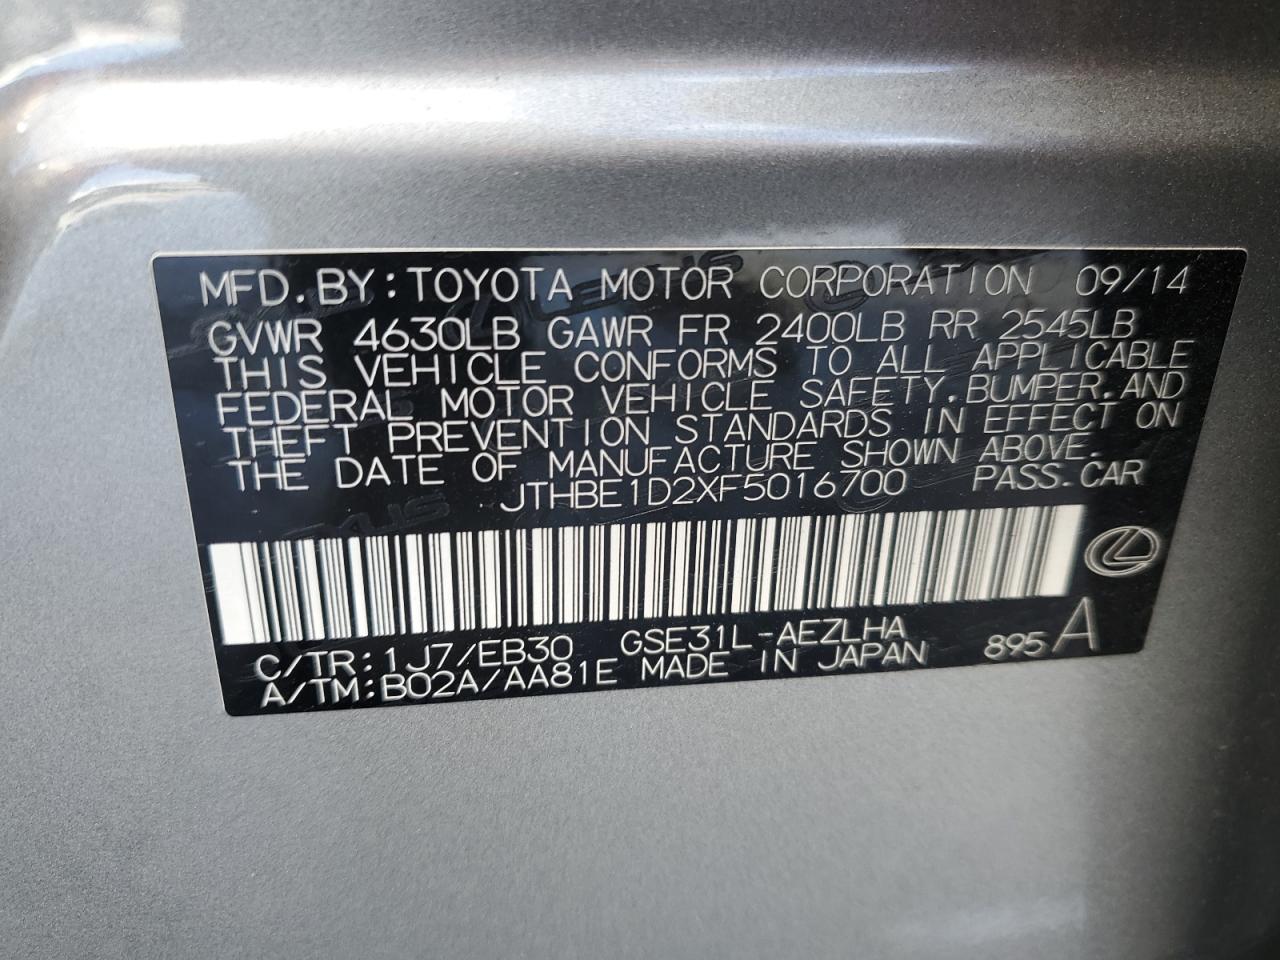 MFD.BY:TOYOTA MOTOR CORPORATION 09/14
GVWR 4630LB GAWR FR 2400LB RR 2545LB
THIS VEHICLE CONFORMS TO ALL APPLICABLE
FEDERAL MOTOR VEHICLE SAFETY,BUMPER,AND
THEFT PREVENTION STANDARDS IN EFFECT ON
THE DATE OF MANUFACTURE SHOWN ABOVE.
JTHBE1D2XF5016700 PASS.CAR
C/TR:1J7/EB30 GSE31L-AEZLHA 895 A
A/TM:B02A/AA81E MADE IN JAPAN